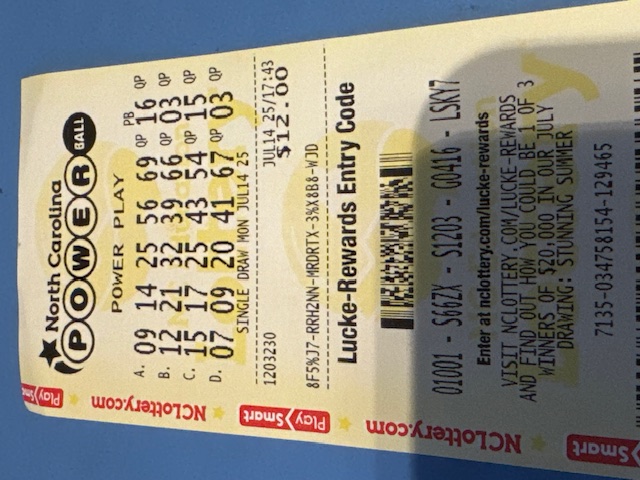 North Carolina
POWER BALL
POWER PLAY
PB
A. 09 14 25 56 69 QP 16 QP
B. 12 21 32 39 66 QP 03 QP
C. 15 17 25 43 54 QP 15 QP
D. 07 09 20 41 67 QP 03 QP
SINGLE DRAW MON JUL14 25
JUL14 25/17:43
1203230 $12.00
8F5%J7-RRH2NN-MRDRTX-3%X8B8-WJD
Lucke-Rewards Entry Code
01001 - S66ZX - S1203 - G0416 - LSKY7
Enter at nclottery.com/lucke-rewards
VISIT NCLOTTERY.COM/LUCKE-REWARDS
AND FIND OUT HOW YOU COULD BE 1 OF 3
WINNERS OF $20,000 IN OUR JULY
DRAWING: STUNNING SUMMER
7135-034758154-129465
Play Smart
NCLottery.com
Play Smart
NCLottery.com
Play Smart